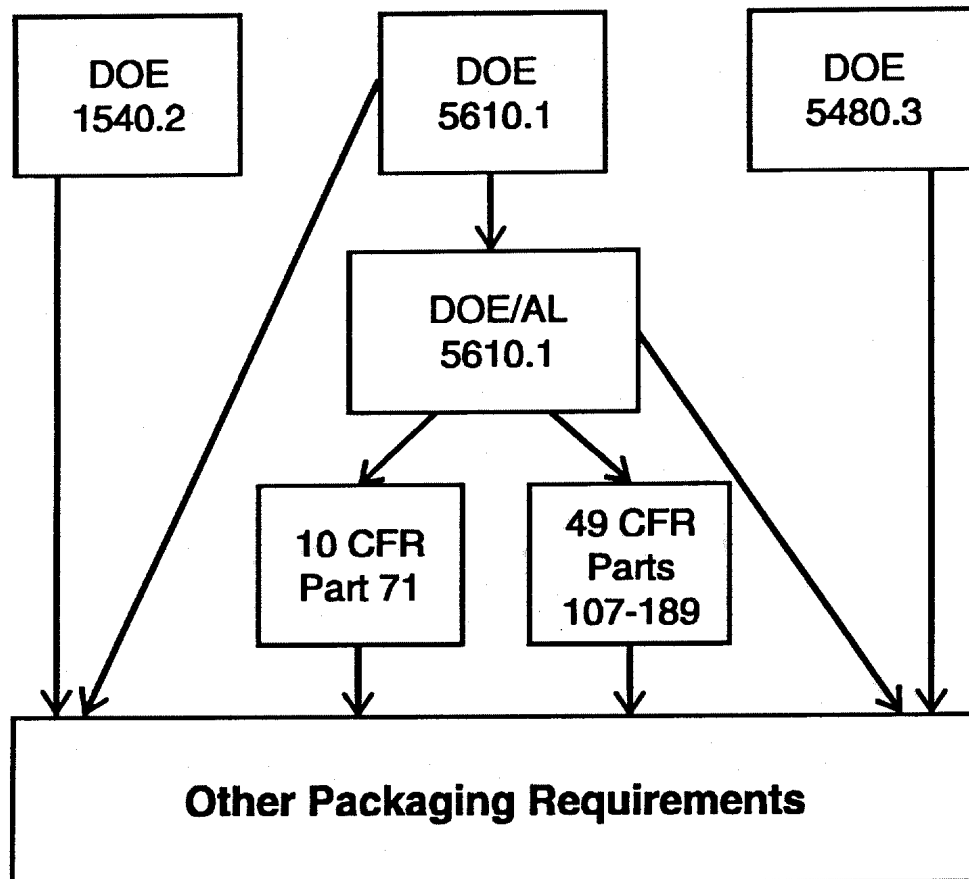 DOE
1540.2
DOE
5610.1
DOE
5480.3
DOE/AL
5610.1
10 CFR
Part 71
49 CFR
Parts
107-189
Other Packaging Requirements